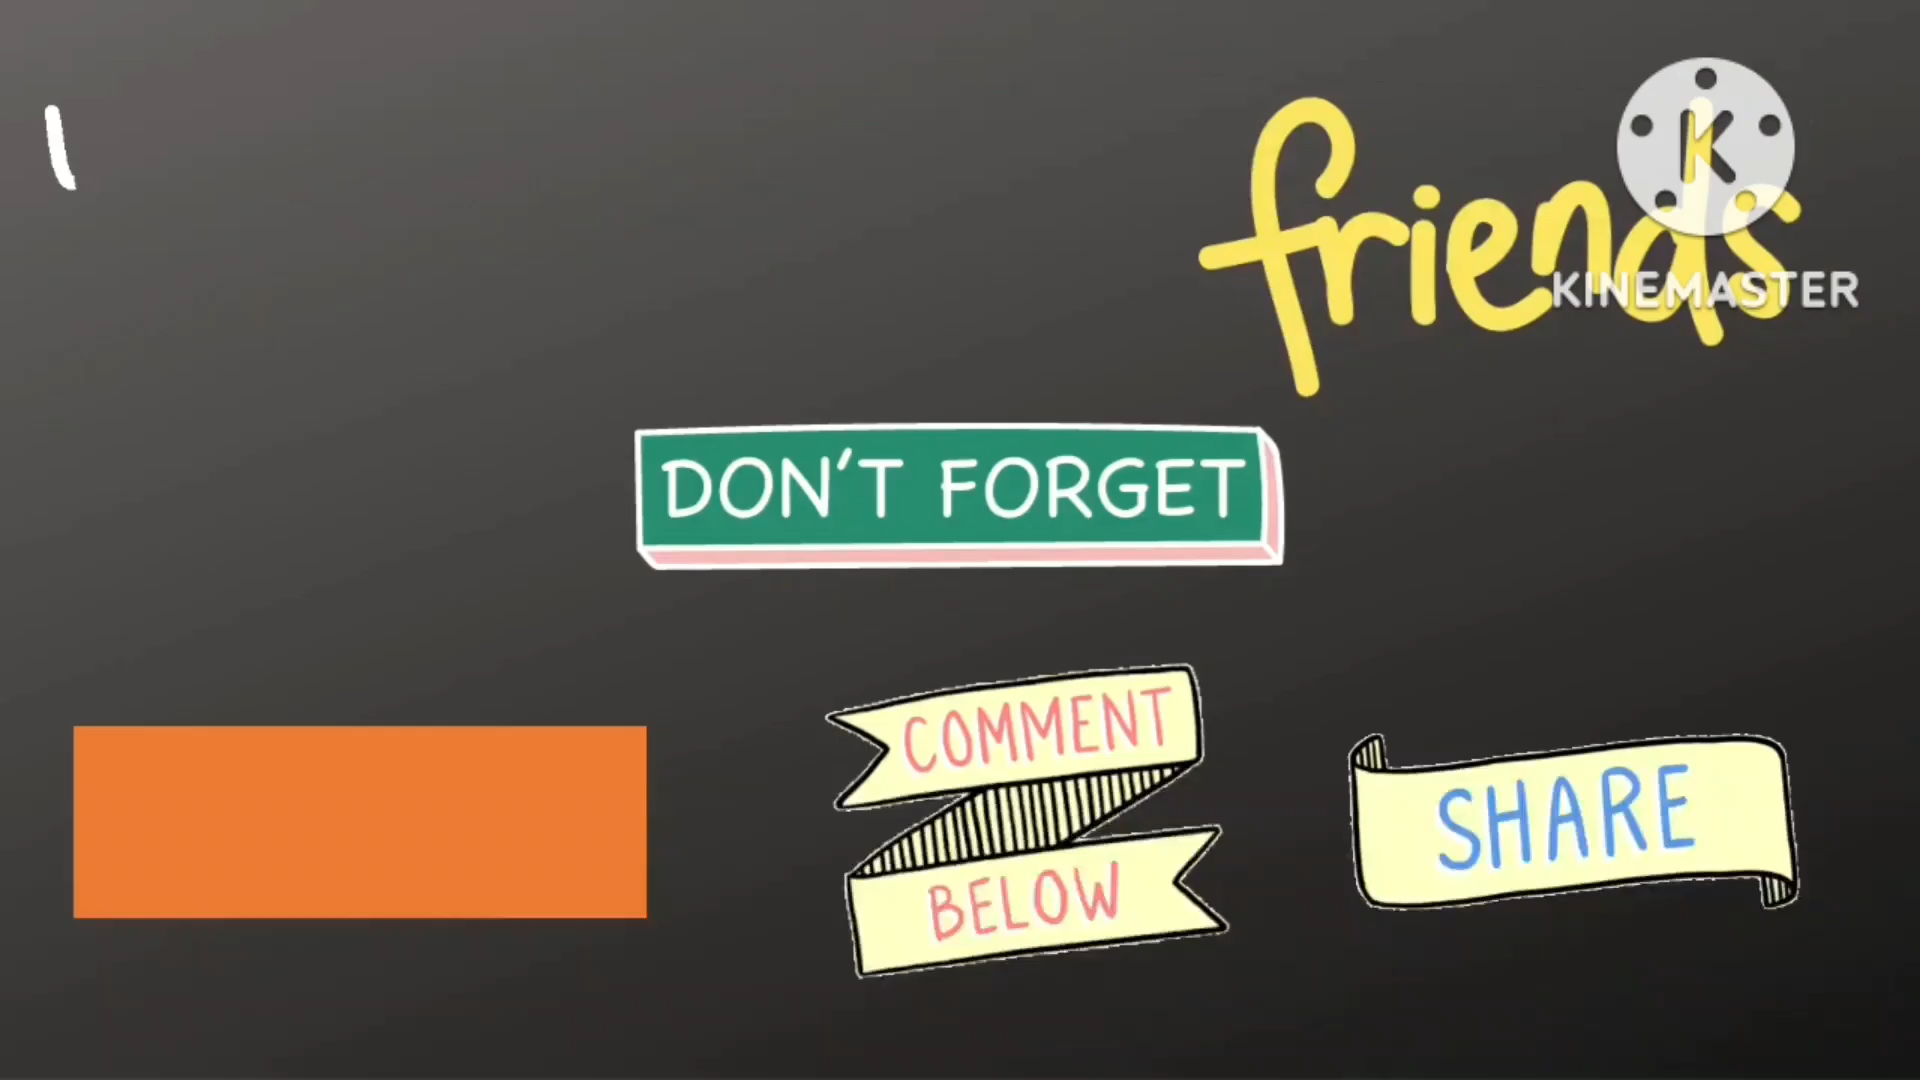 friends
K
KINEMASTER
DON'T FORGET
COMMENT
BELOW
SHARE